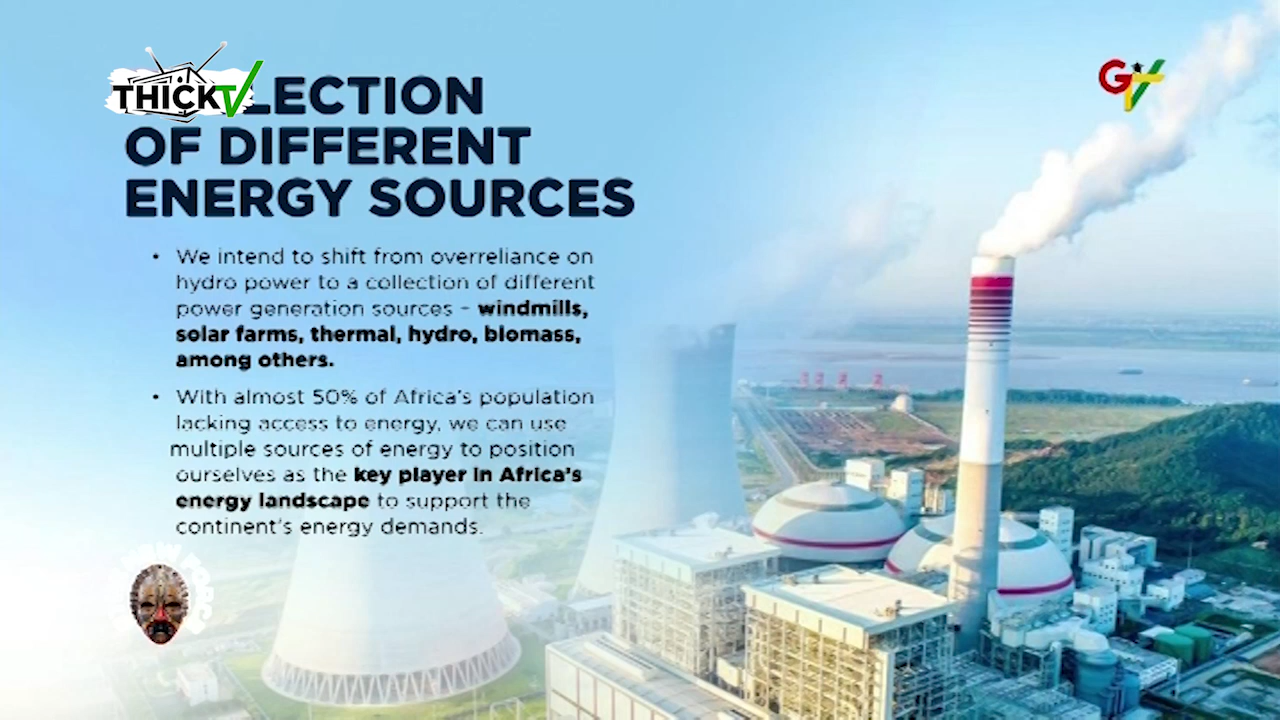 THICKTV
LECTION
OF DIFFERENT
ENERGY SOURCES
• We intend to shift from overreliance on
hydro power to a collection of different
power generation sources - windmills,
solar farms, thermal, hydro, biomass,
among others.
• With almost 50% of Africa's population
lacking access to energy, we can use
multiple sources of energy to position
ourselves as the key player in Africa's
energy landscape to support the
continent's energy demands.
GTV